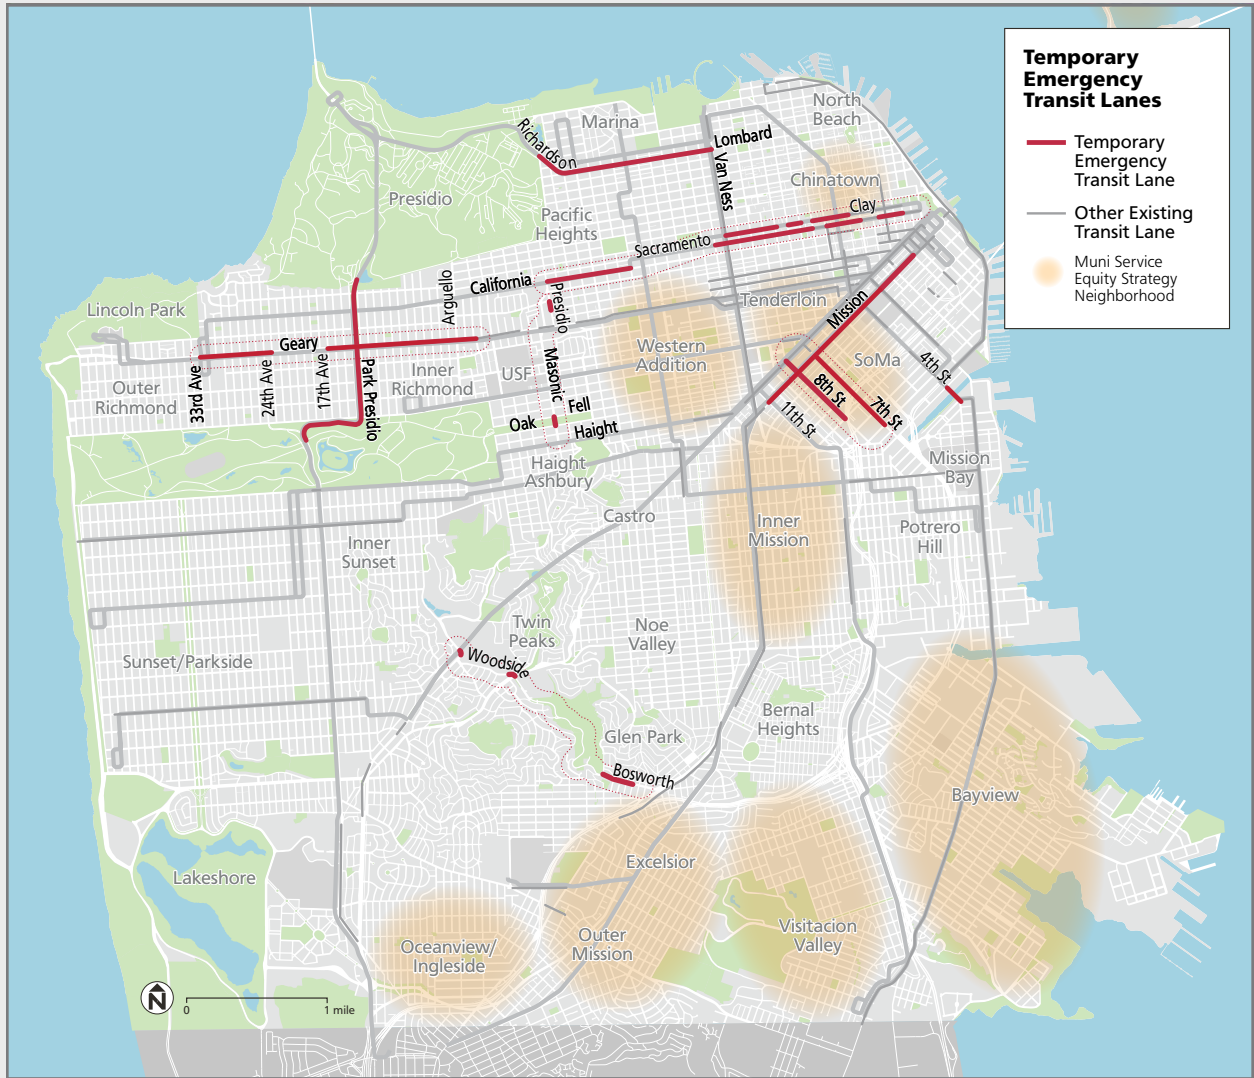 Temporary
Emergency
Transit Lanes
Temporary
Emergency
Transit Lane
Other Existing
Transit Lane
Muni Service
Equity Strategy
Neighborhood
North
Beach
Marina
Richardson
Lombard
Van Ness
Chinatown
Presidio
Clay
Pacific
Heights
Sacramento
California
Arguello
Presidio
Tenderloin
Mission
Lincoln Park
Geary
Western
Addition
SoMa
4th St
Outer
Richmond
33rd Ave
24th Ave
17th Ave
Park Presidio
Inner
Richmond
USF
Masonic
8th St
7th St
11th St
Oak
Fell
Haight
Haight
Ashbury
Mission
Bay
Castro
Inner
Mission
Potrero
Hill
Inner
Sunset
Twin
Peaks
Noe
Valley
Sunset/Parkside
Woodside
Bernal
Heights
Glen Park
Bosworth
Bayview
Excelsior
Lakeshore
Visitacion
Valley
Outer
Mission
Oceanview/
Ingleside
N
0
1 mile